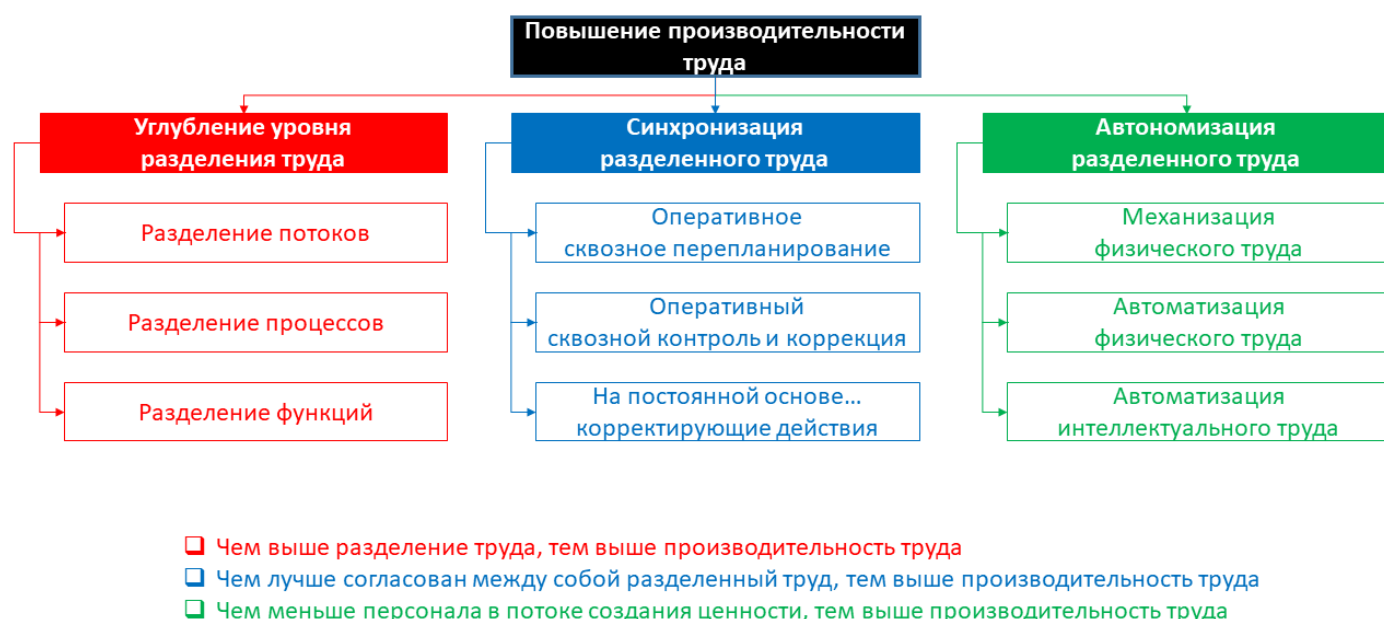 Повышение производительности
труда
Углубление уровня
разделения труда
Разделение потоков
Разделение процессов
Разделение функций
Синхронизация
разделенного труда
Оперативное
сквозное перепланирование
Оперативный
сквозной контроль и коррекция
На постоянной основе...
корректирующие действия
Автономизация
разделенного труда
Механизация
физического труда
Автоматизация
физического труда
Автоматизация
интеллектуального труда
Чем выше разделение труда, тем выше производительность труда
Чем лучше согласован между собой разделенный труд, тем выше производительность труда
Чем меньше персонала в потоке создания ценности, тем выше производительность труда